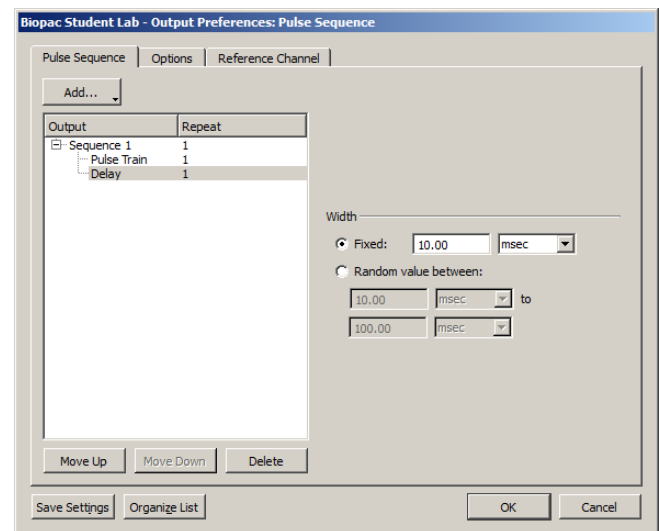 Biopac Student Lab - Output Preferences: Pulse Sequence
Pulse Sequence Options Reference Channel
Add...
Output Repeat
Sequence 1 1
Pulse Train 1
Delay 1
Width
Fixed: 10.00 msec
Random value between:
10.00 msec to
100.00 msec
Move Up Move Down Delete
Save Settings Organize List OK Cancel